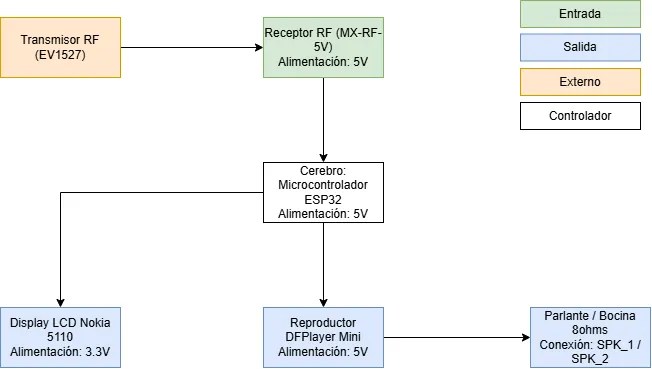 Transmisor RF
(EV1527)
Receptor RF (MX-RF-
5V)
Alimentación: 5V
Entrada
Salida
Externo
Controlador
Cerebro:
Microcontrolador
ESP32
Alimentación: 5V
Display LCD Nokia
5110
Alimentación: 3.3V
Reproductor
DFPlayer Mini
Alimentación: 5V
Parlante / Bocina
8ohms
Conexión: SPK_1 /
SPK_2